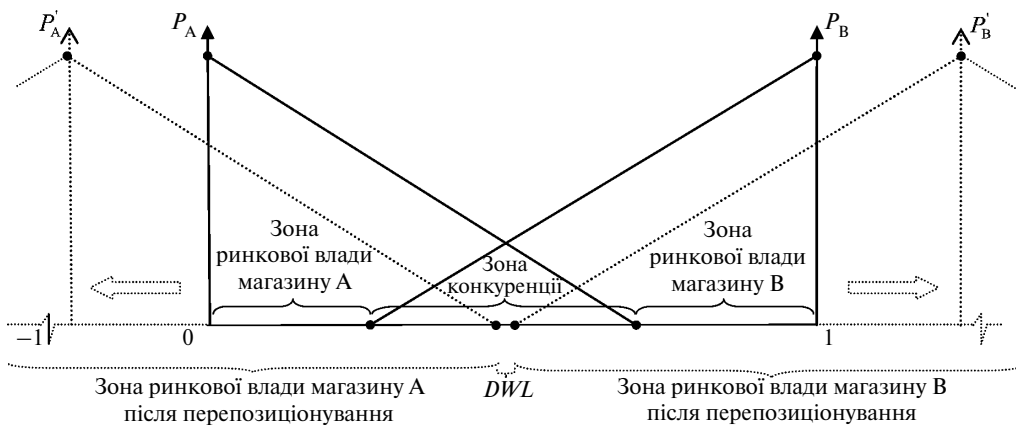 P'A PA PB P'B
Зона
ринкової влади
магазину А
Зона
конкуренції
Зона
ринкової влади
магазину В
−1 0 1
Зона ринкової влади магазину А
після перепозиціонування
DWL
Зона ринкової влади магазину В
після перепозиціонування